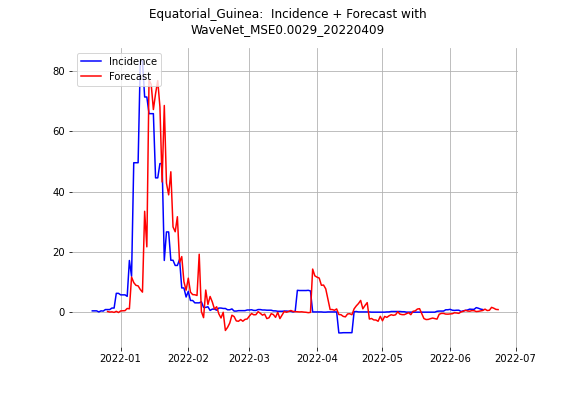 Equatorial_Guinea:  Incidence + Forecast with
WaveNet_MSE0.0029_20220409
Incidence
Forecast
80
60
40
20
0
2022-01 2022-02 2022-03 2022-04 2022-05 2022-06 2022-07